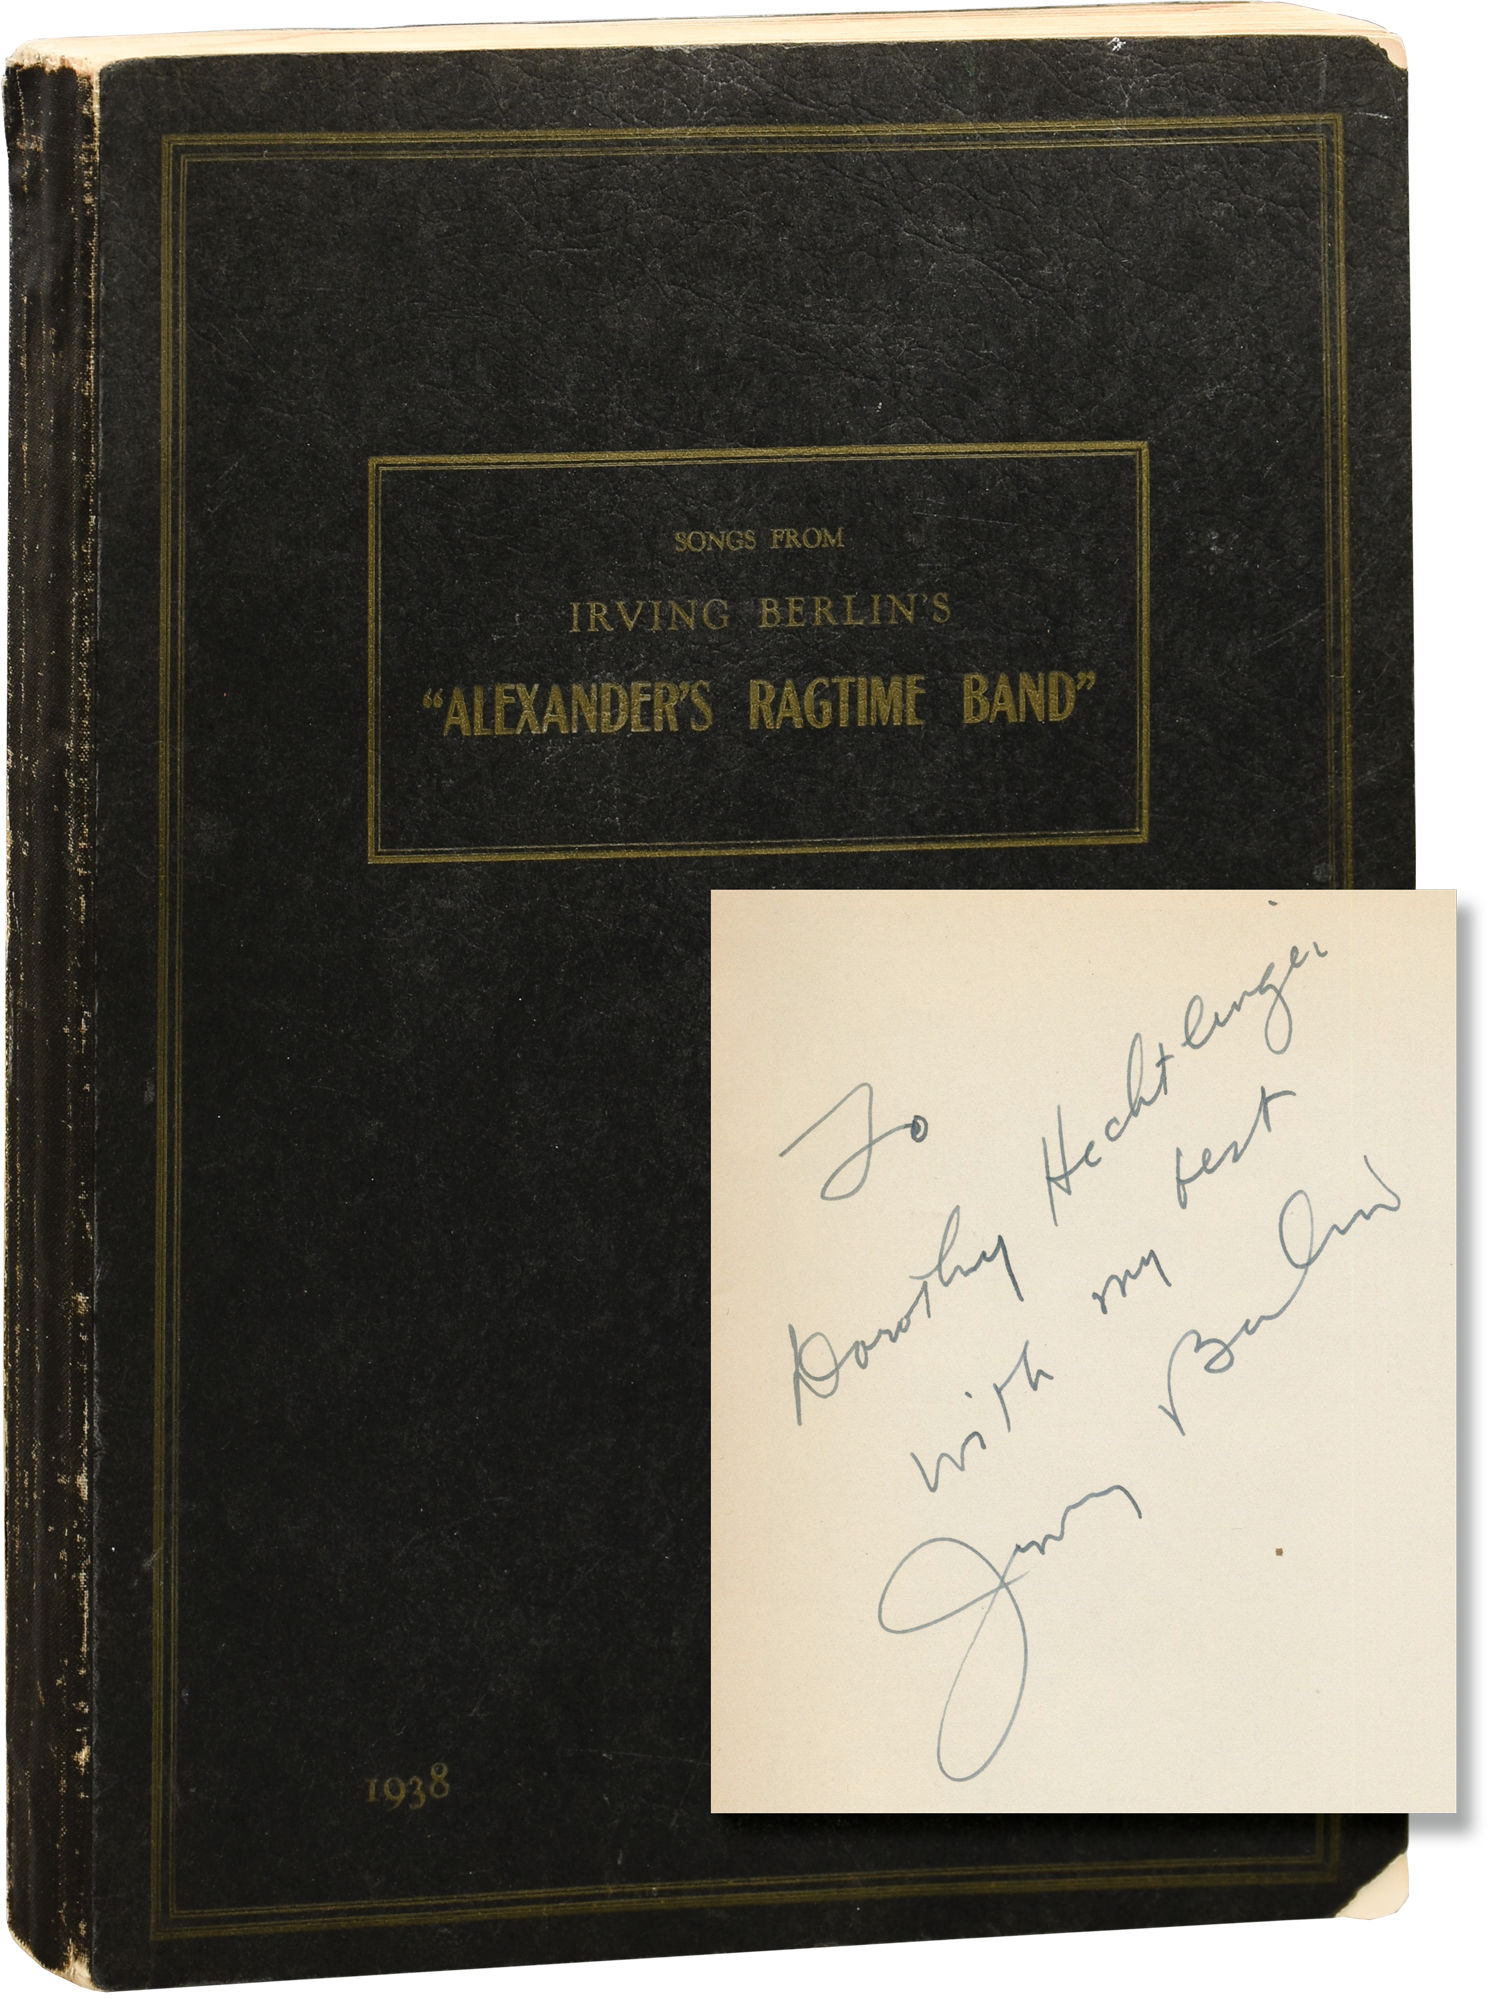 SONGS FROM
IRVING BERLIN'S
"ALEXANDER'S RAGTIME BAND"
1938
To
Dorothy Hechtlinger
with my best
Irving Berlin